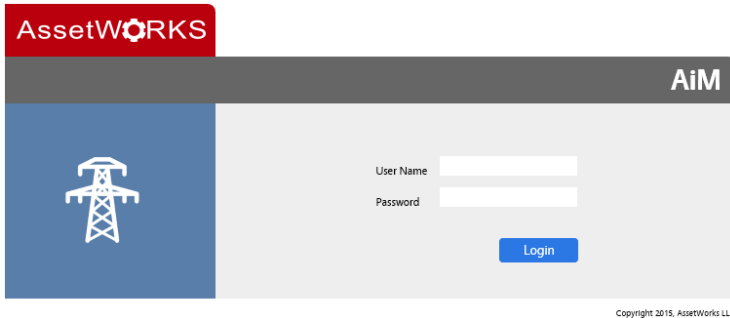 AssetWORKS
AiM
User Name
Password
Login
Copyright 2015, AssetWorks LL